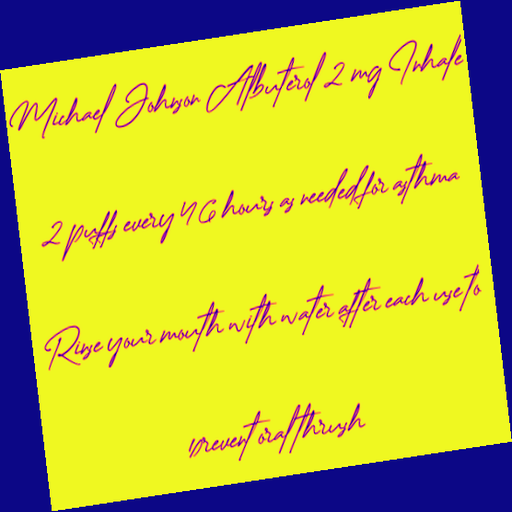 Michael Johnson Albuterol 2 mg Inhale
2 puffs every 4 6 hours as needed for asthma
Rinse your mouth with water after each use to
prevent oral thrush